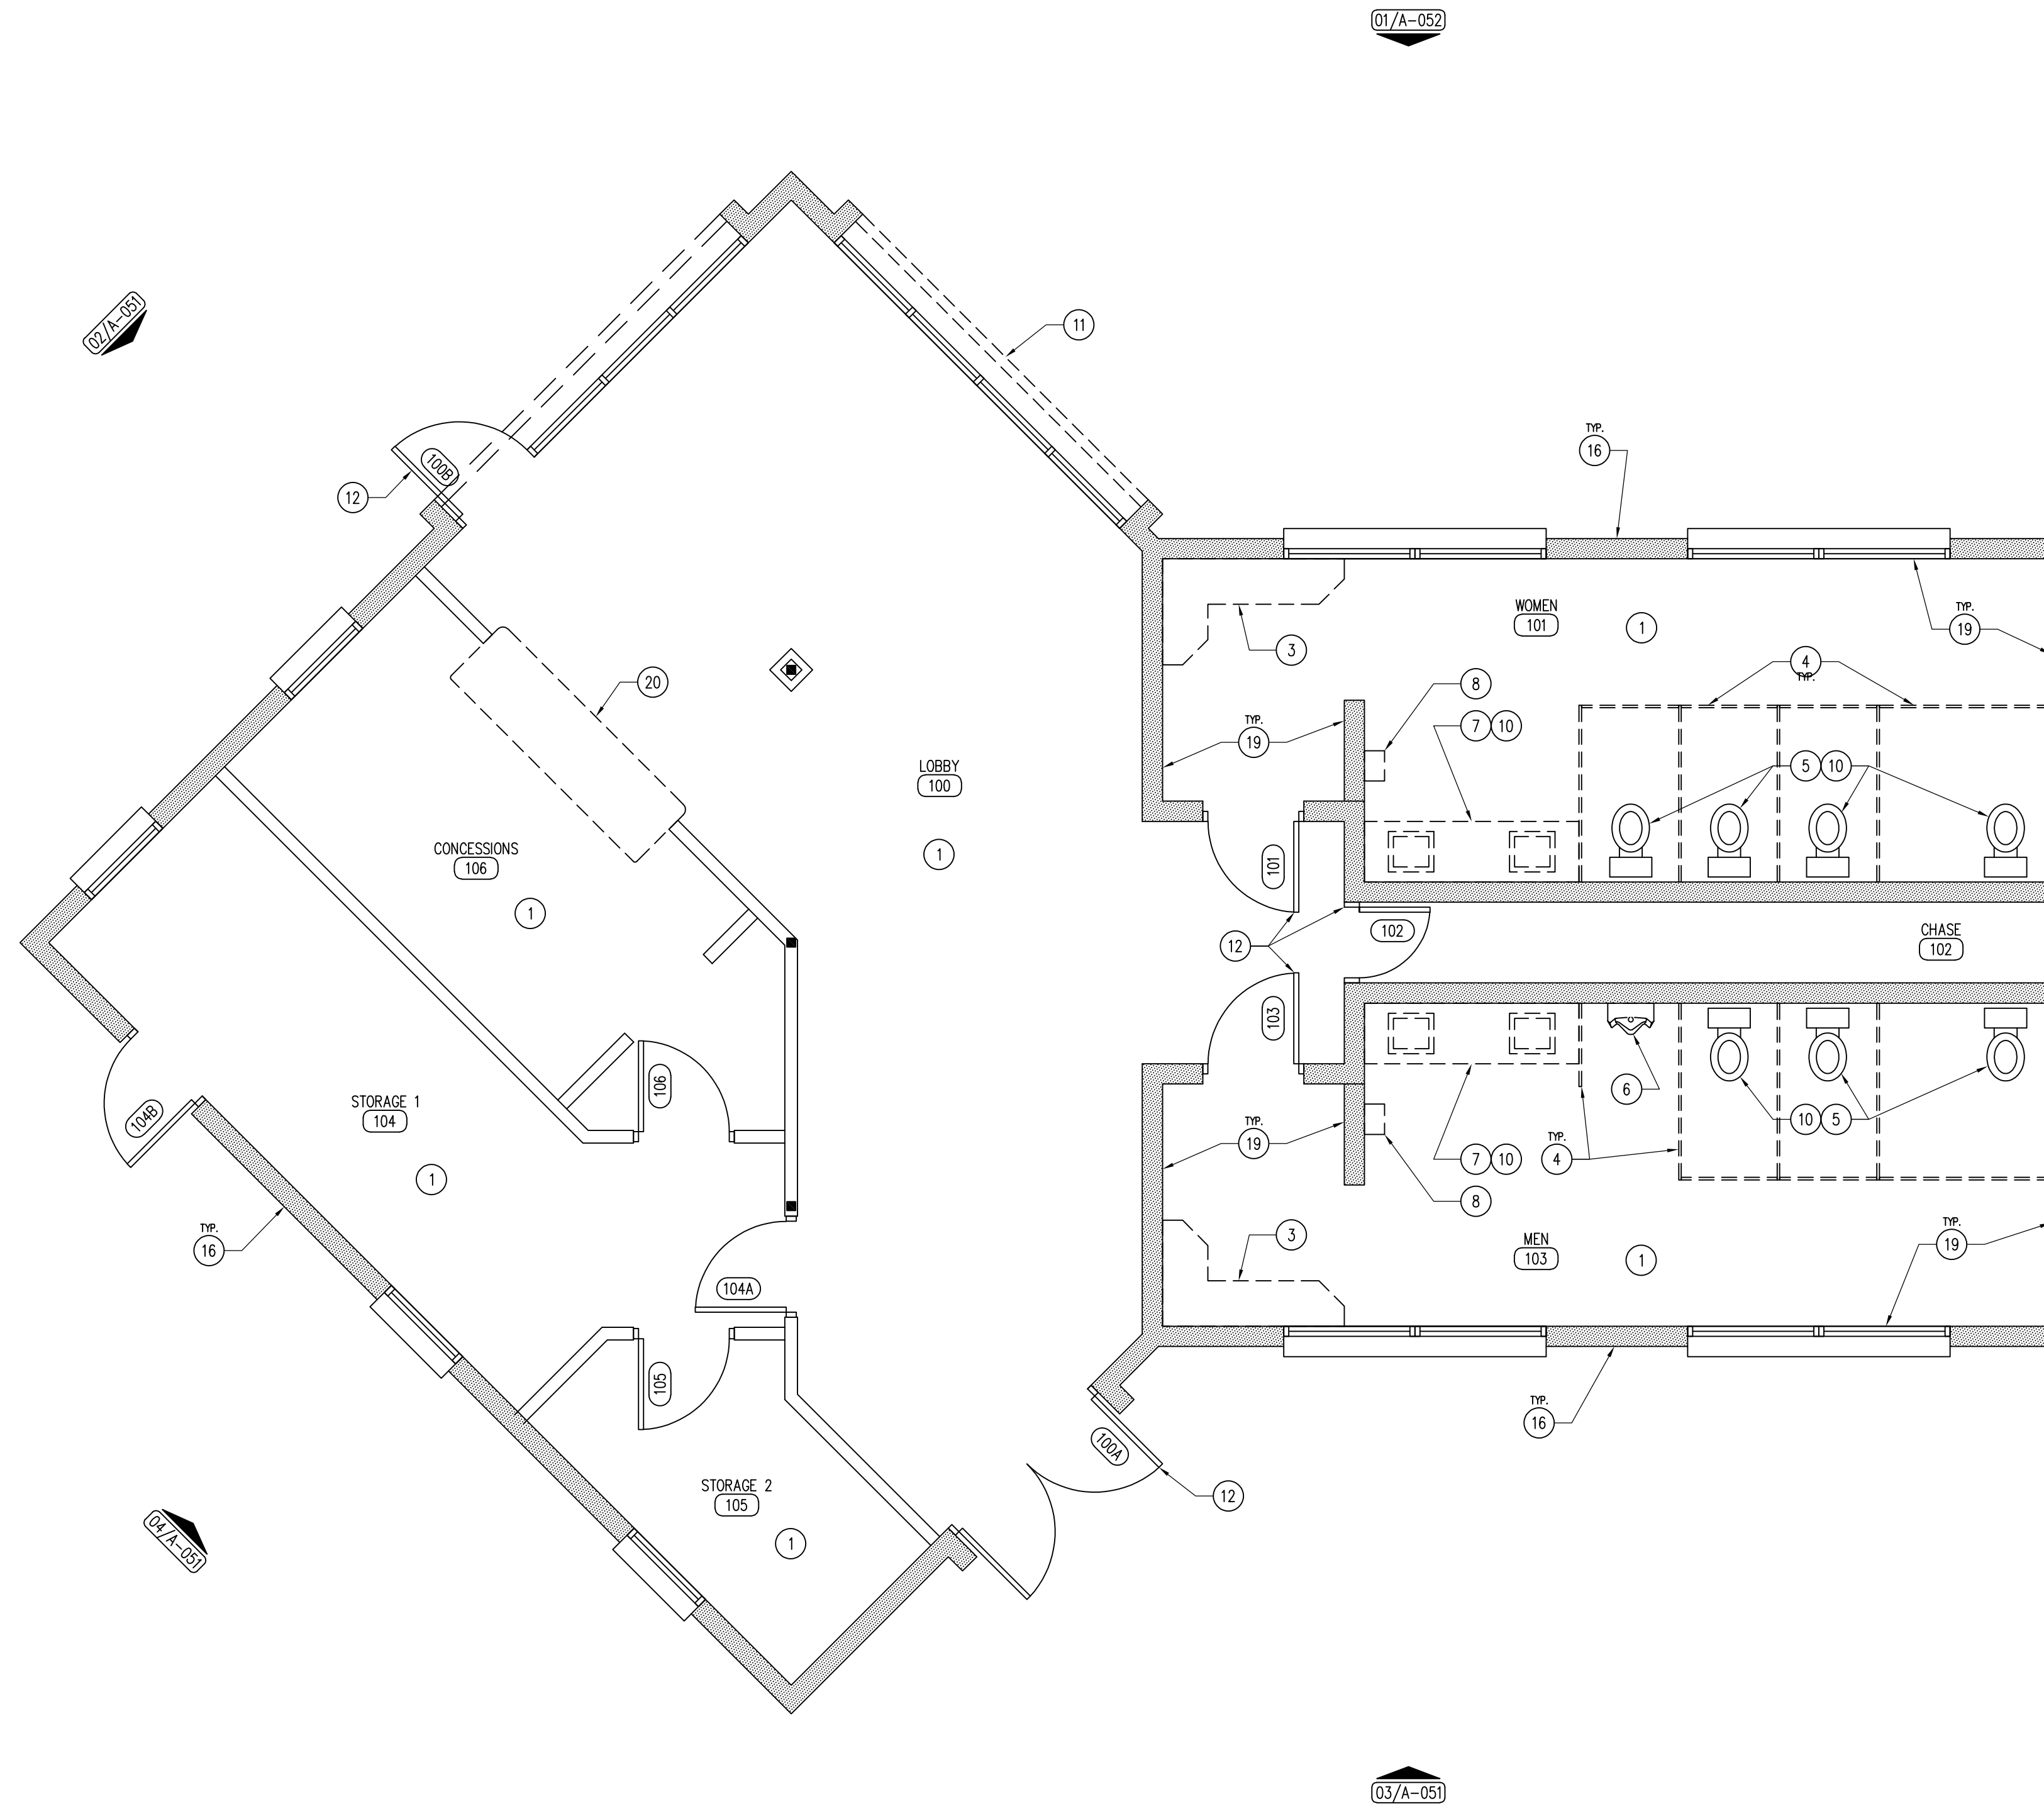 01/A-052
02/A-051
11
TYP.
16
100B
12
WOMEN
101
1
TYP.
19
3
4
TYP.
20
8
TYP.
19
7 10
LOBBY
100
5 10
CONCESSIONS
106
1
1
101
102
12
CHASE
102
103
106
6
STORAGE 1
104
104B
10 5
TYP.
19
7 10
TYP.
4
1
8
TYP.
16
3
MEN
103
1
TYP.
19
104A
105
TYP.
16
100A
STORAGE 2
105
12
1
04/A-051
03/A-051